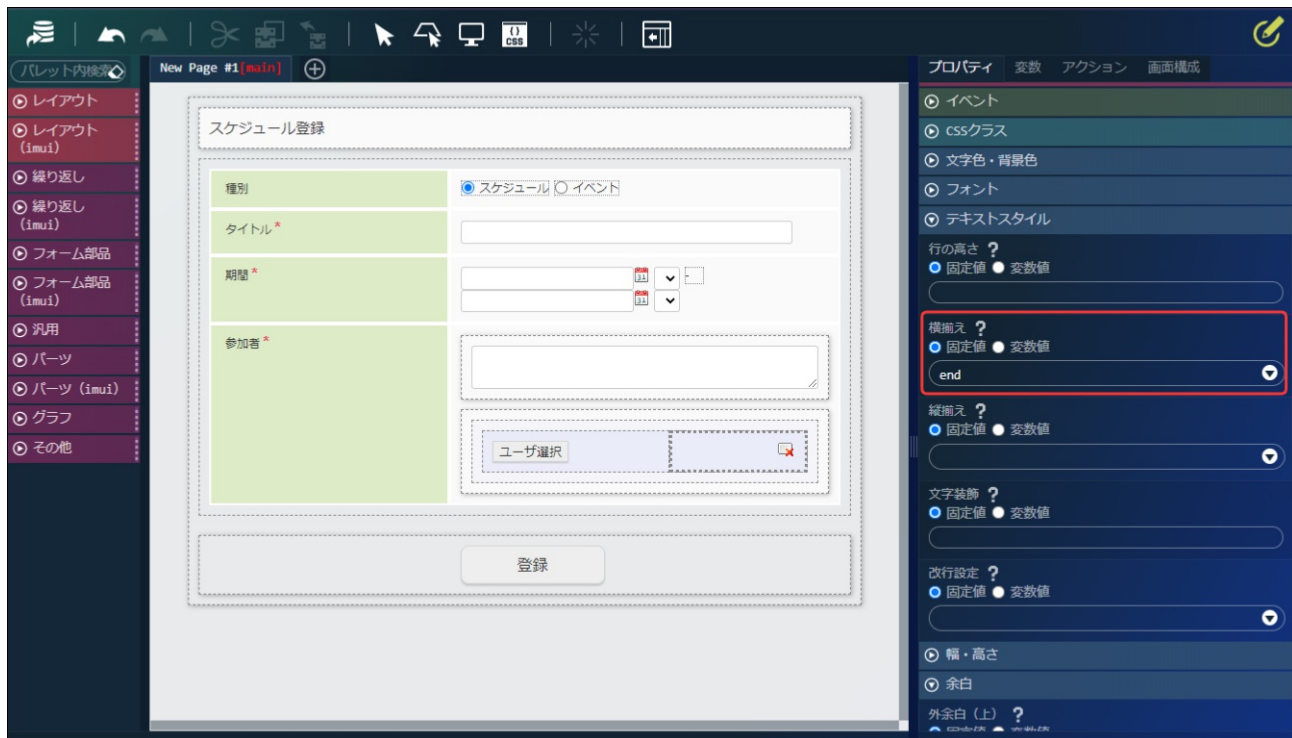 {}
CSS
パレット内検索
New Page #1[main]
プロパティ 変数 アクション 画面構成
レイアウト
レイアウト
(imui)
繰り返し
繰り返し
(imui)
フォーム部品
フォーム部品
(imui)
汎用
パーツ
パーツ (imui)
グラフ
その他
スケジュール登録
種別
スケジュール イベント
タイトル*
期間*
31
-
31
参加者*
ユーザ選択
登録
イベント
CSSクラス
文字色・背景色
フォント
テキストスタイル
行の高さ ?
固定値 変数値
横揃え ?
固定値 変数値
end
縦揃え ?
固定値 変数値
文字装飾 ?
固定値 変数値
改行設定 ?
固定値 変数値
幅・高さ
余白
外余白 (上) ?
固定値 変数値